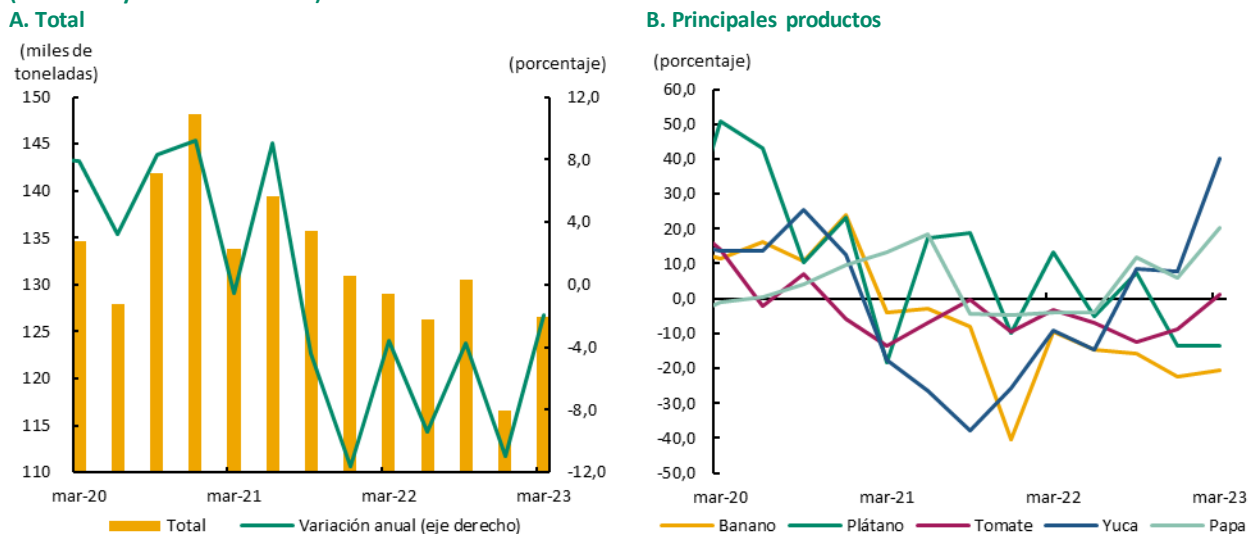 A. Total
(miles de
toneladas)
(porcentaje)
150
145
140
135
130
125
120
115
110
12,0
8,0
4,0
0,0
-4,0
-8,0
-12,0
mar-20
mar-21
mar-22
mar-23
Total
Variación anual (eje derecho)
B. Principales productos
(porcentaje)
60,0
50,0
40,0
30,0
20,0
10,0
0,0
-10,0
-20,0
-30,0
-40,0
-50,0
mar-20
mar-21
mar-22
mar-23
Banano
Plátano
Tomate
Yuca
Papa